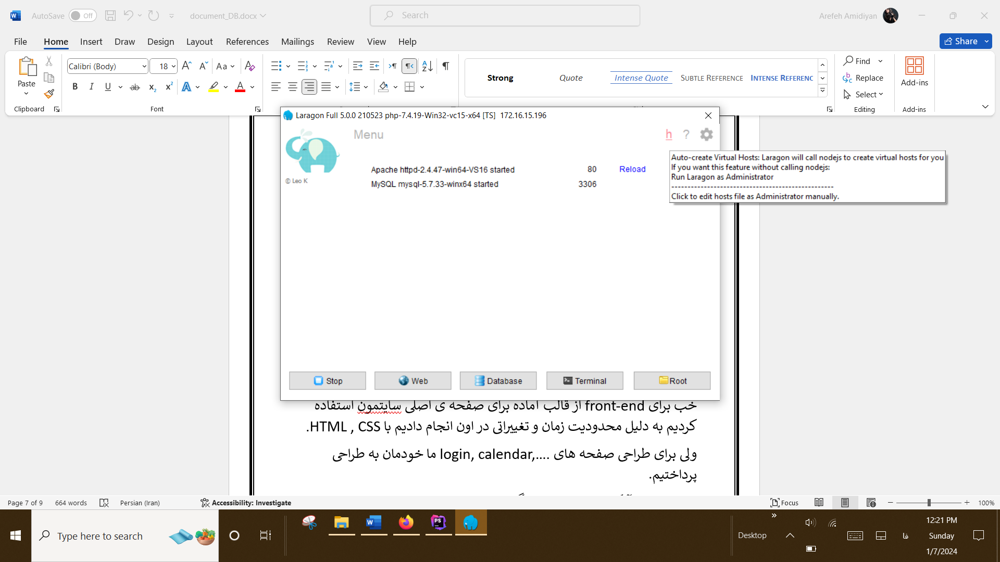 AutoSave Off document_DB.docx Search Arefeh Amidiyan
File Home Insert Draw Design Layout References Mailings Review View Help Share
Paste
Clipboard
Calibri (Body) 18 Aa
B I U ab x₂ x² A A
Font
Strong Quote Intense Quote SUBTLE REFERENCE INTENSE REFERENC
Find
Replace
Select
Editing
Add-ins
Add-ins
Laragon Full 5.0.0 210523 php-7.4.19-Win32-vc15-x64 [TS] 172.16.15.196
Menu h ?
© Leo K
Apache httpd-2.4.47-win64-VS16 started 80 Reload
MySQL mysql-5.7.33-winx64 started 3306
Auto-create Virtual Hosts: Laragon will call nodejs to create virtual hosts for you
If you want this feature without calling nodejs:
Run Laragon as Administrator
--------------------------------------------------
Click to edit hosts file as Administrator manually.
Stop Web Database Terminal Root
خب برای front-end از قالب آماده برای صفحه ی اصلی سایتمون استفاده
کردیم به دلیل محدودیت زمان و تغییراتی در اون انجام دادیم با HTML , CSS.
ولی برای طراحی صفحه های login, calendar,.... ما خودمان به طراحی
پرداختیم.
Page 7 of 9 664 words Persian (Iran) Accessibility: Investigate Focus 100%
Type here to search
Desktop
فا
12:21 PM
Sunday
1/7/2024